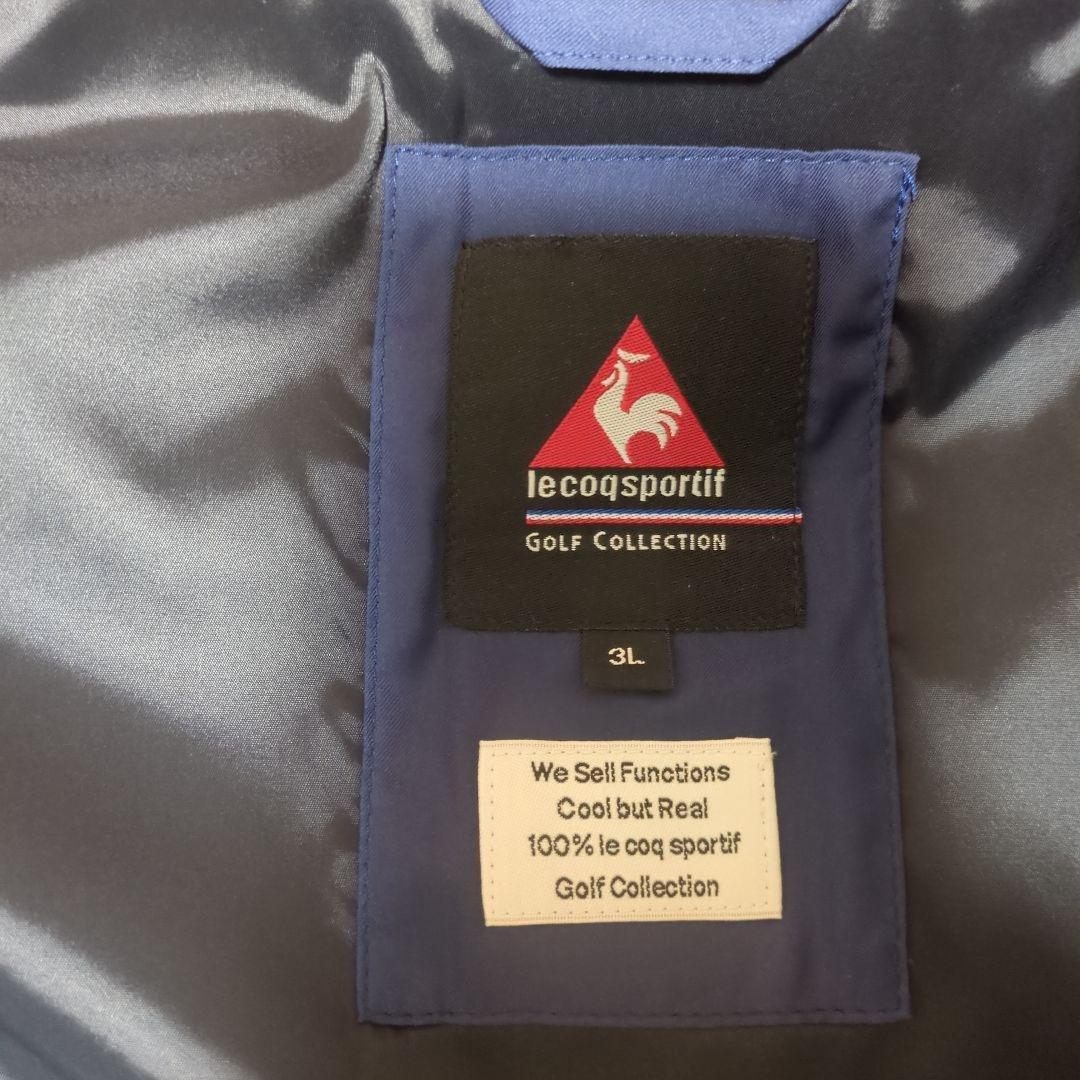 lecoqsportif
GOLF COLLECTION
3L
We Sell Functions
Cool but Real
100% le coq sportif
Golf Collection